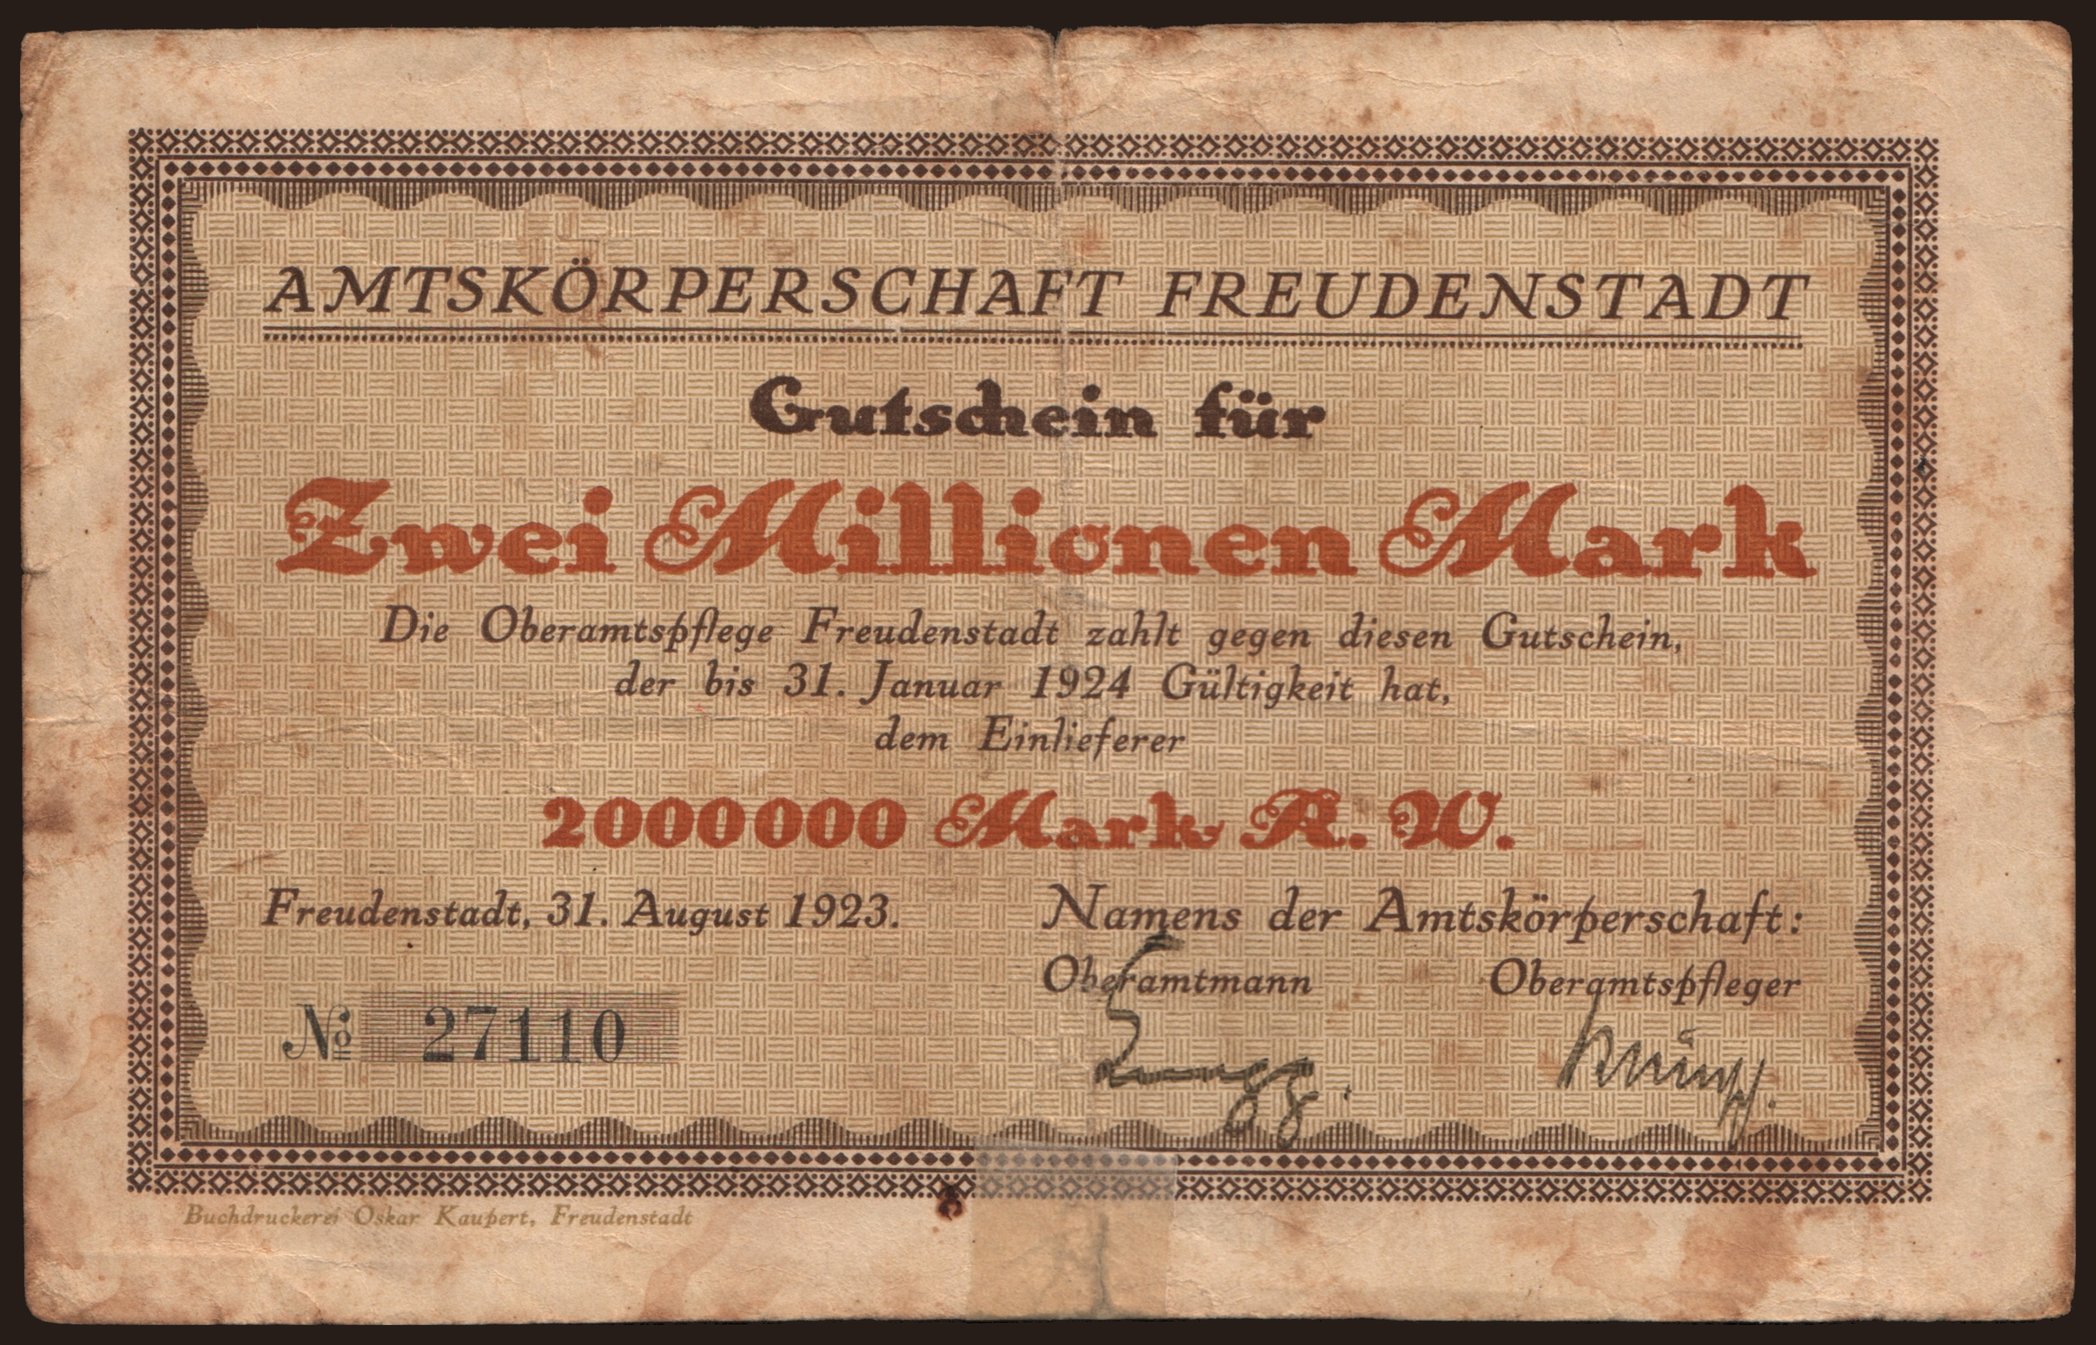 AMTSKÖRPERSCHAFT FREUDENSTADT
Gutschein für
Zwei Millionen Mark
Die Oberamtspflege Freudenstadt zahlt gegen diesen Gutschein,
der bis 31. Januar 1924 Gültigkeit hat,
dem Einlieferer
2000000 Mark R. W.
Freudenstadt, 31. August 1923.
Namens der Amtskörperschaft:
Oberamtmann Oberamtspfleger
No 27110
Buchdruckerei Oskar Kaupert, Freudenstadt